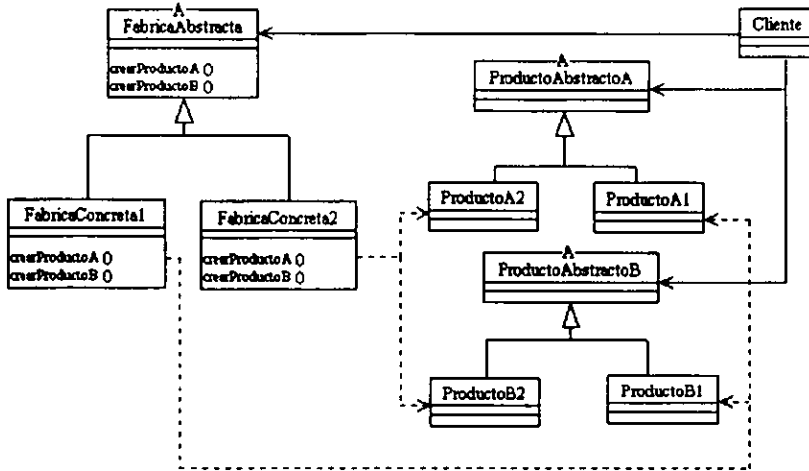 A
FabricaAbstracta
crearProductoA ()
crearProductoB ()
Cliente
A
ProductoAbstractoA
ProductoA2
ProductoA1
FabricaConcreta1
crearProductoA ()
crearProductoB ()
FabricaConcreta2
crearProductoA ()
crearProductoB ()
A
ProductoAbstractoB
ProductoB2
ProductoB1